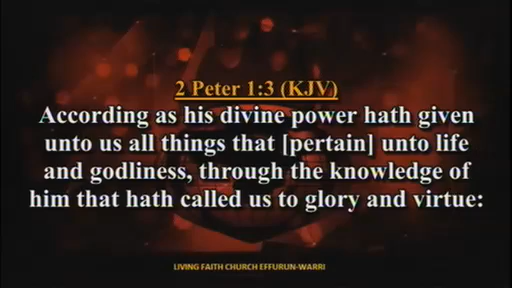 2 Peter 1:3 (KJV)
According as his divine power hath given
unto us all things that [pertain] unto life
and godliness, through the knowledge of
him that hath called us to glory and virtue:
LIVING FAITH CHURCH EFFURUN-WARRI